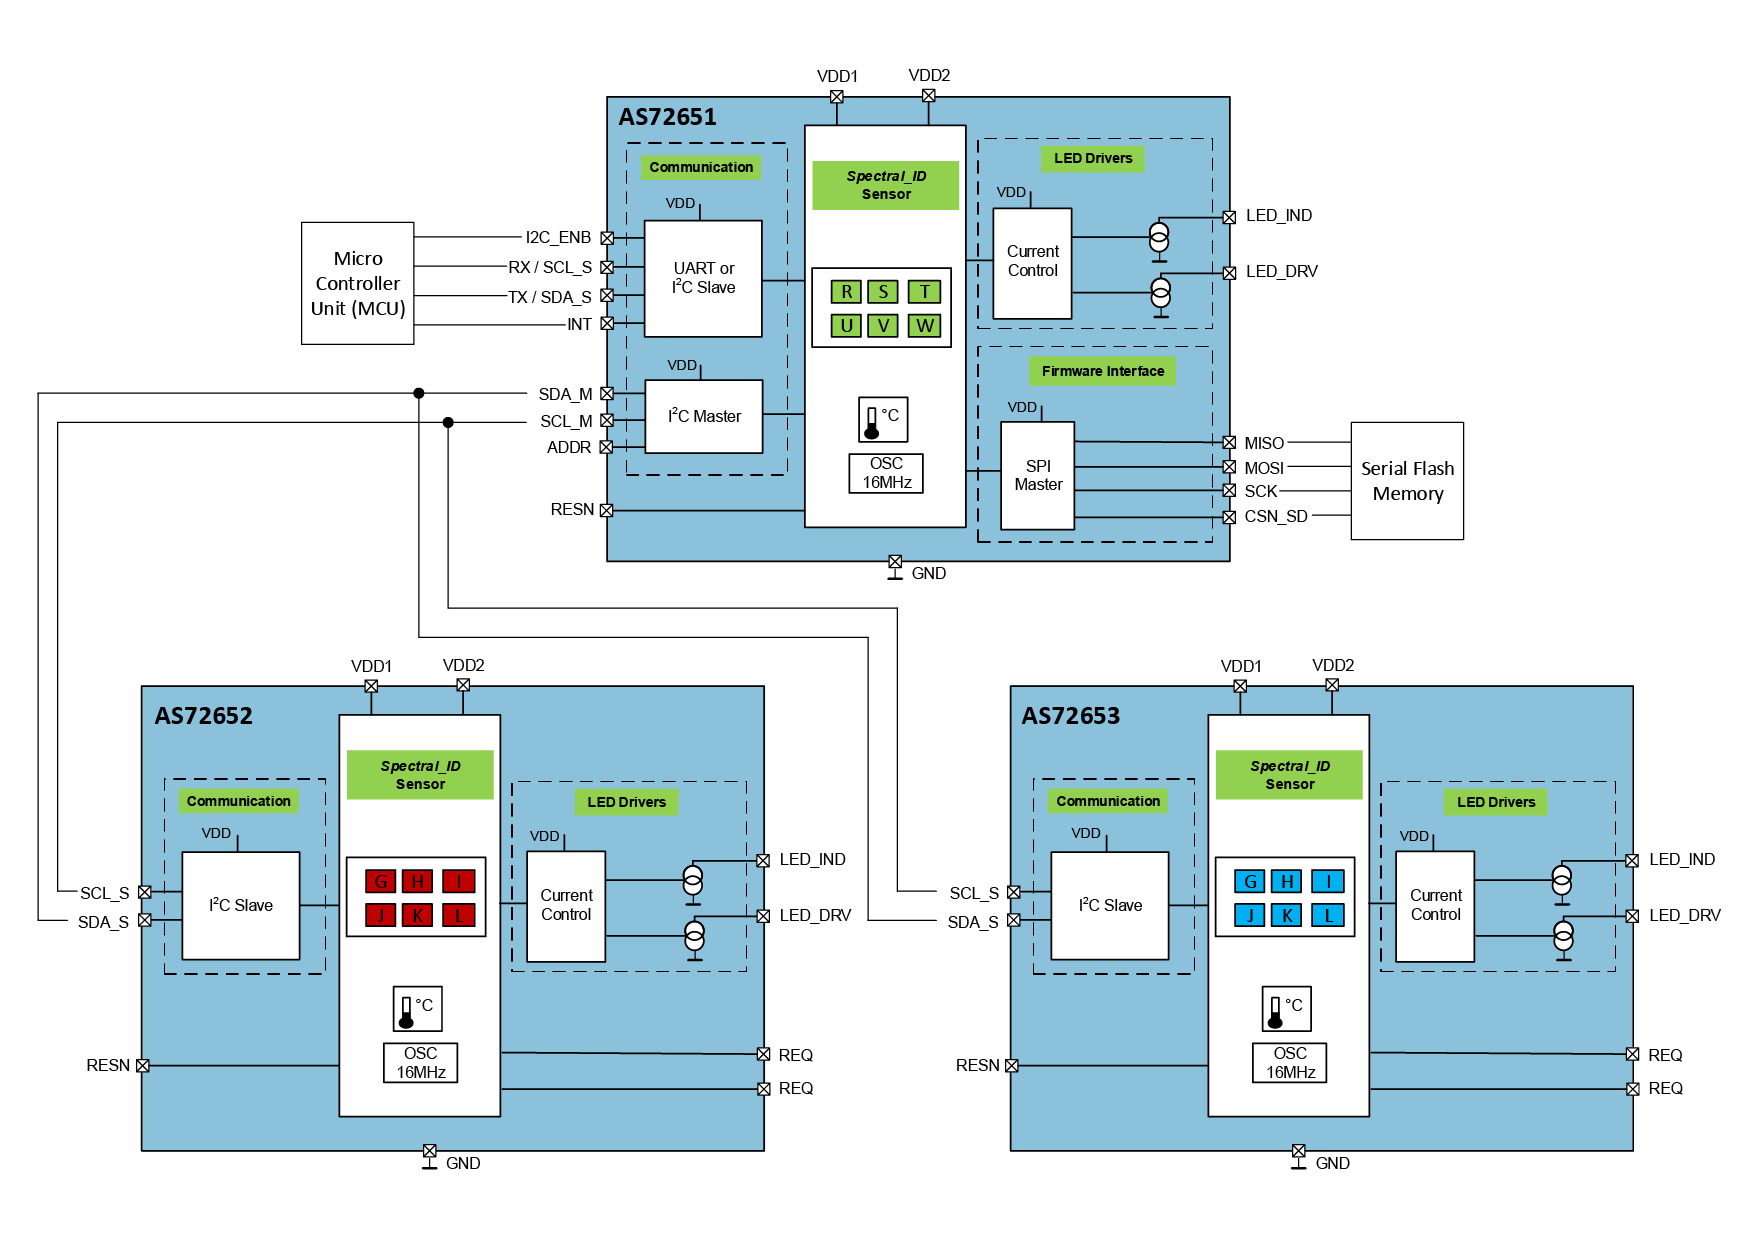 VDD1
VDD2
AS72651
Communication
VDD
UART or
I²C Slave
VDD
I²C Master
Spectral_ID
Sensor
R S T
U V W
°C
OSC
16MHz
LED Drivers
VDD
Current
Control
Firmware Interface
VDD
SPI
Master
Micro
Controller
Unit (MCU)
I2C_ENB
RX / SCL_S
TX / SDA_S
INT
SDA_M
SCL_M
ADDR
RESN
LED_IND
LED_DRV
MISO
MOSI
SCK
CSN_SD
Serial Flash
Memory
GND
VDD1
VDD2
AS72652
Communication
VDD
I²C Slave
Spectral_ID
Sensor
G H I
J K L
°C
OSC
16MHz
LED Drivers
VDD
Current
Control
SCL_S
SDA_S
RESN
LED_IND
LED_DRV
REQ
REQ
GND
VDD1
VDD2
AS72653
Communication
VDD
I²C Slave
Spectral_ID
Sensor
G H I
J K L
°C
OSC
16MHz
LED Drivers
VDD
Current
Control
SCL_S
SDA_S
RESN
LED_IND
LED_DRV
REQ
REQ
GND